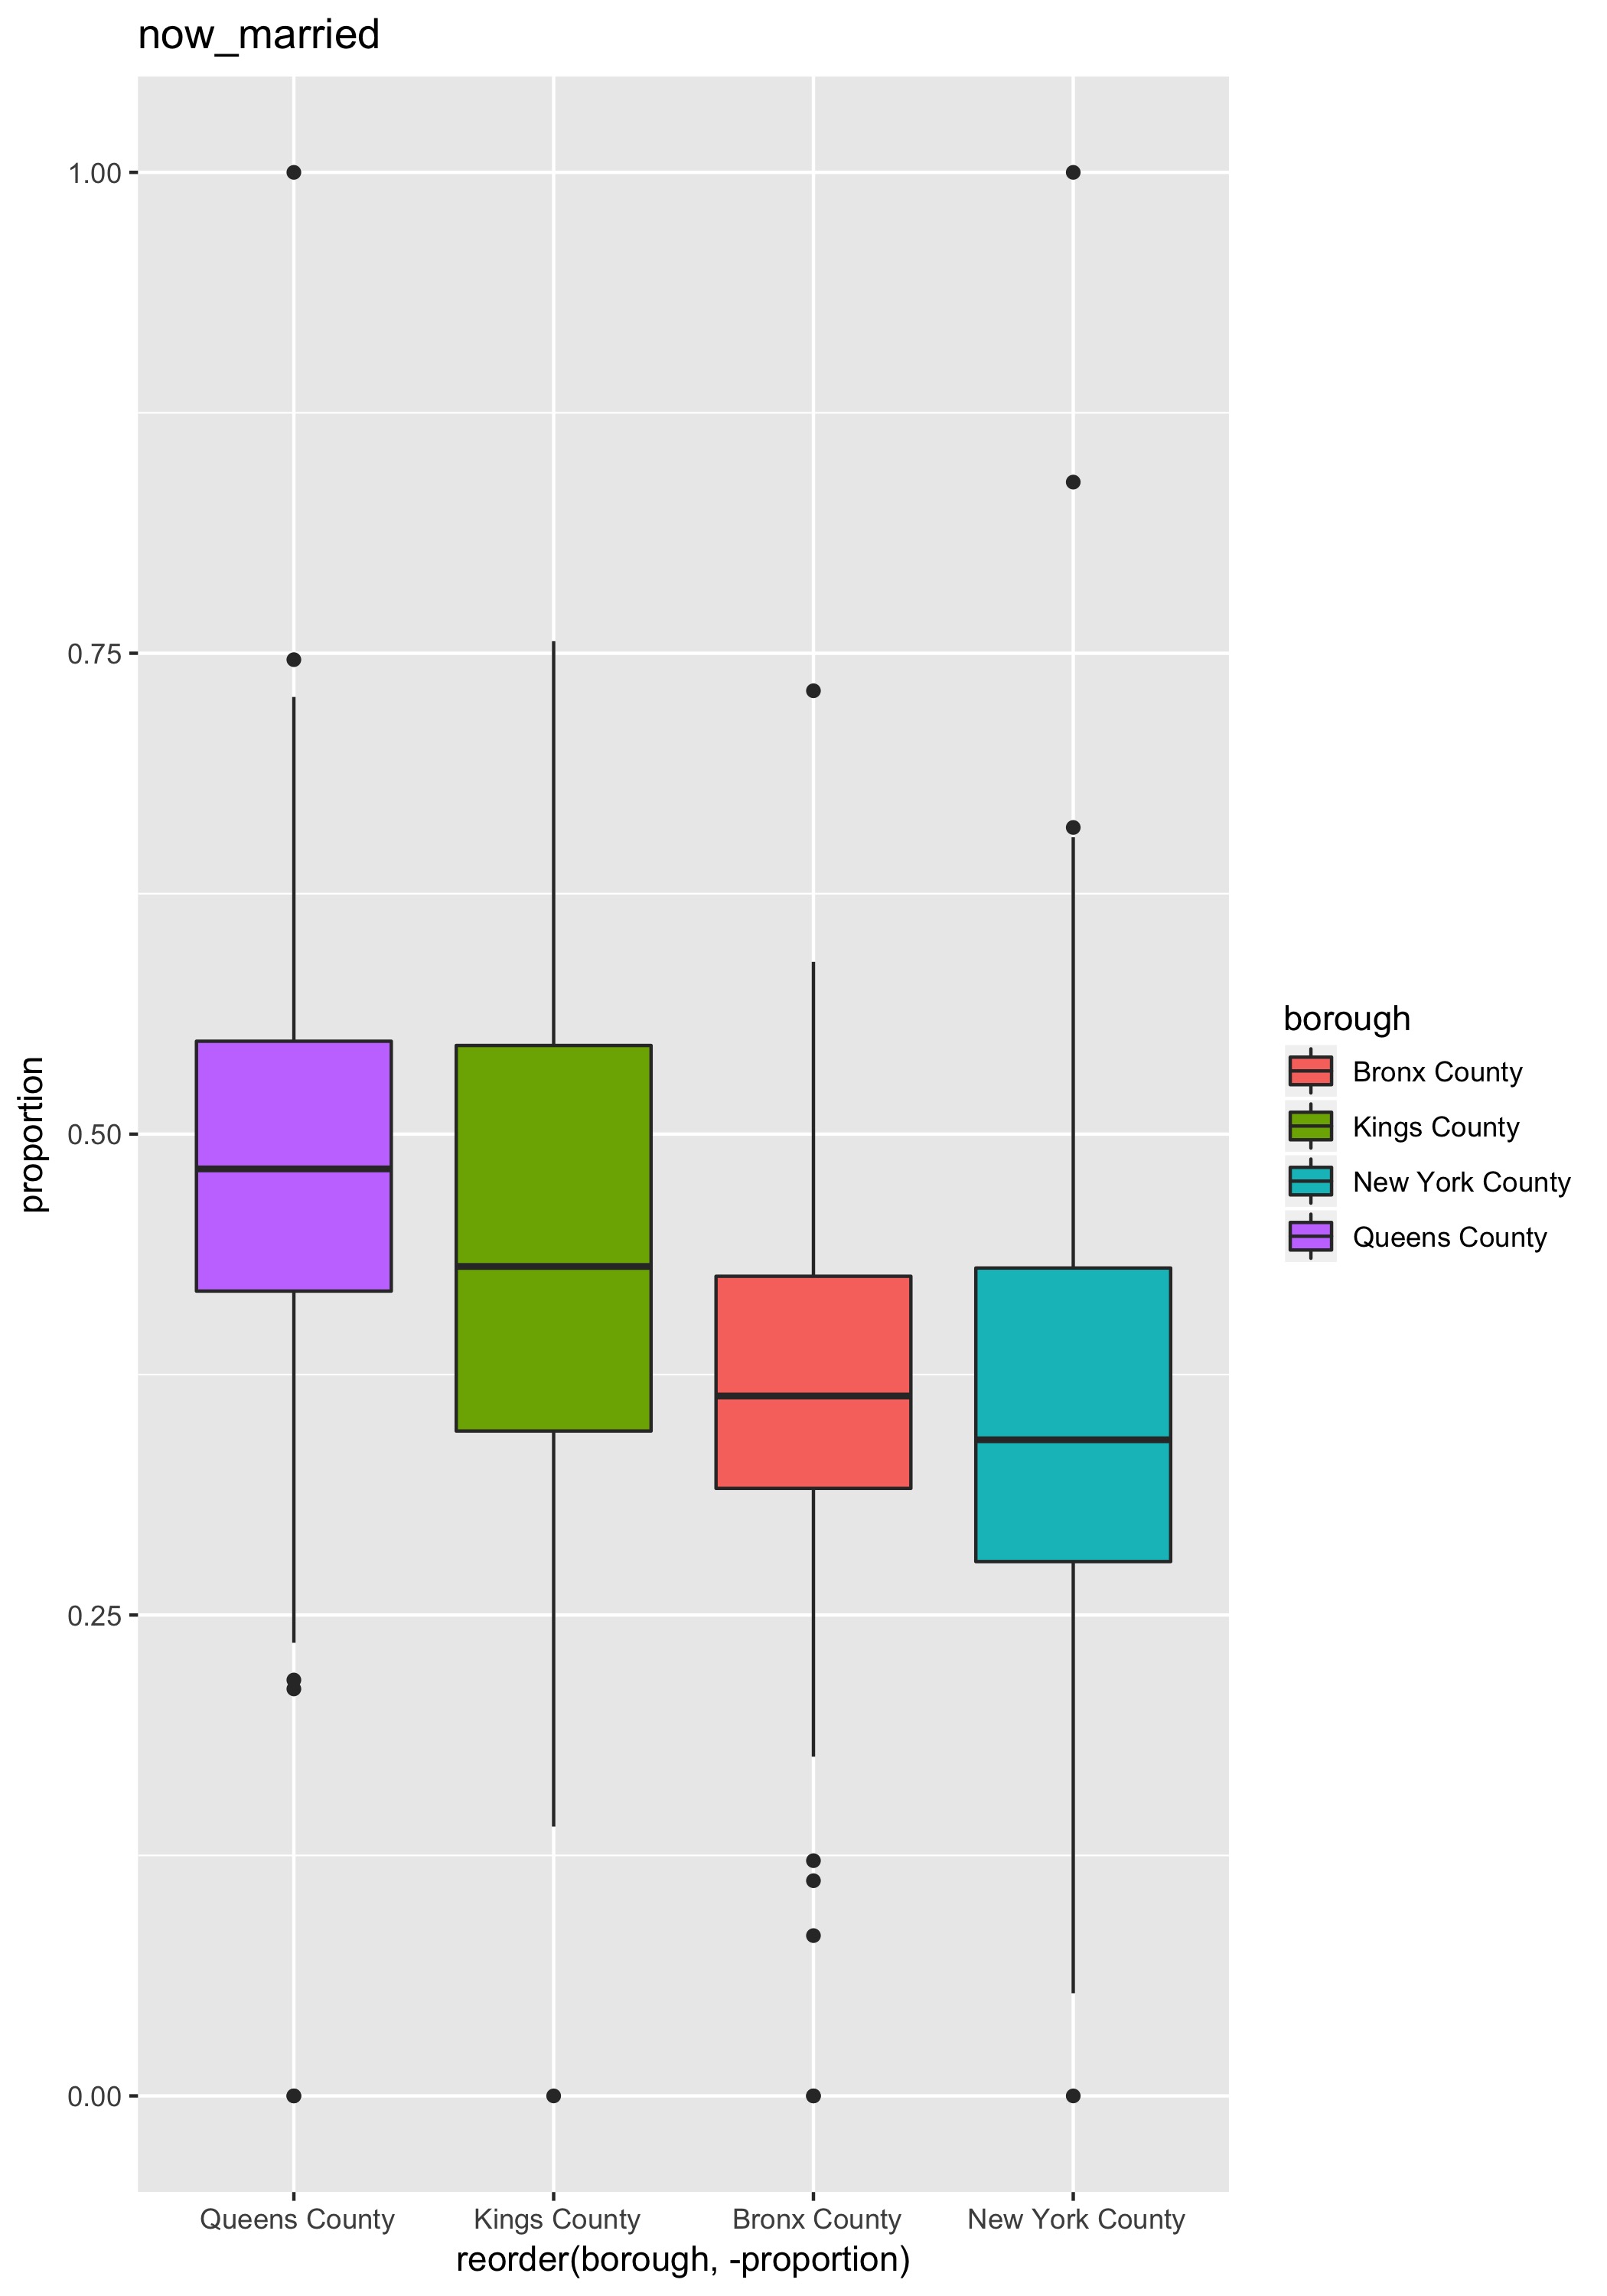 now_married
1.00
0.75
0.50
0.25
0.00
proportion
Queens County
Kings County
Bronx County
New York County
reorder(borough, -proportion)
borough
Bronx County
Kings County
New York County
Queens County